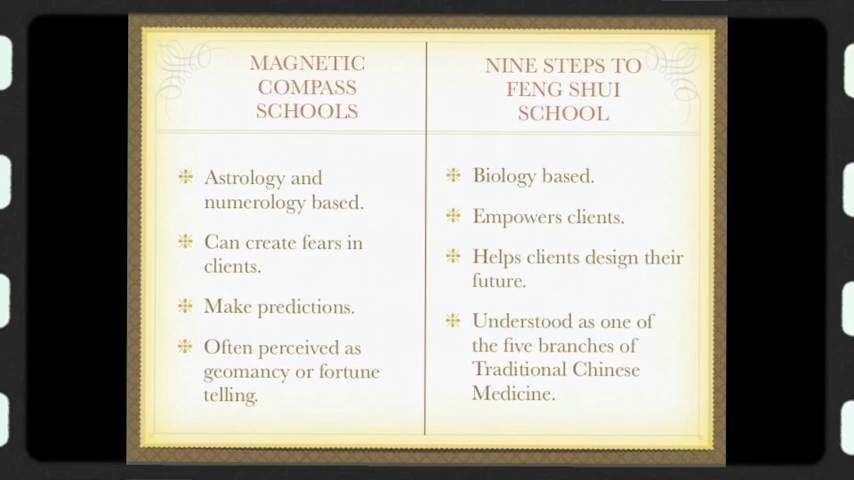 MAGNETIC
COMPASS
SCHOOLS
Astrology and
numerology based.
Can create fears in
clients.
Make predictions.
Often perceived as
geomancy or fortune
telling.
NINE STEPS TO
FENG SHUI
SCHOOL
Biology based.
Empowers clients.
Helps clients design their
future.
Understood as one of
the five branches of
Traditional Chinese
Medicine.